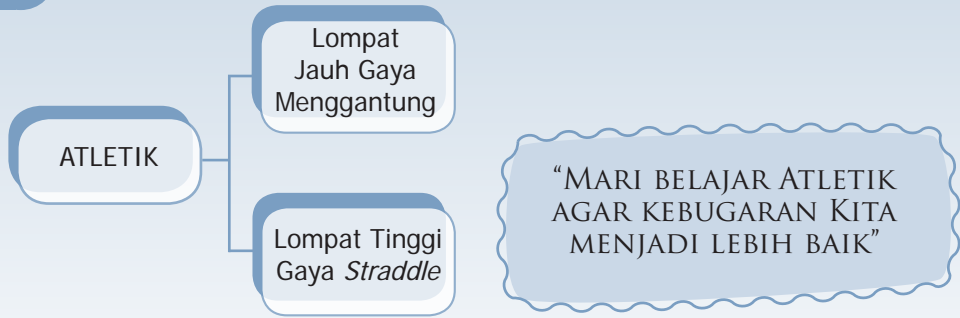 Lompat
Jauh Gaya
Menggantung
ATLETIK
Lompat Tinggi
Gaya Straddle
“MARI BELAJAR ATLETIK
AGAR KEBUGARAN KITA
MENJADI LEBIH BAIK”